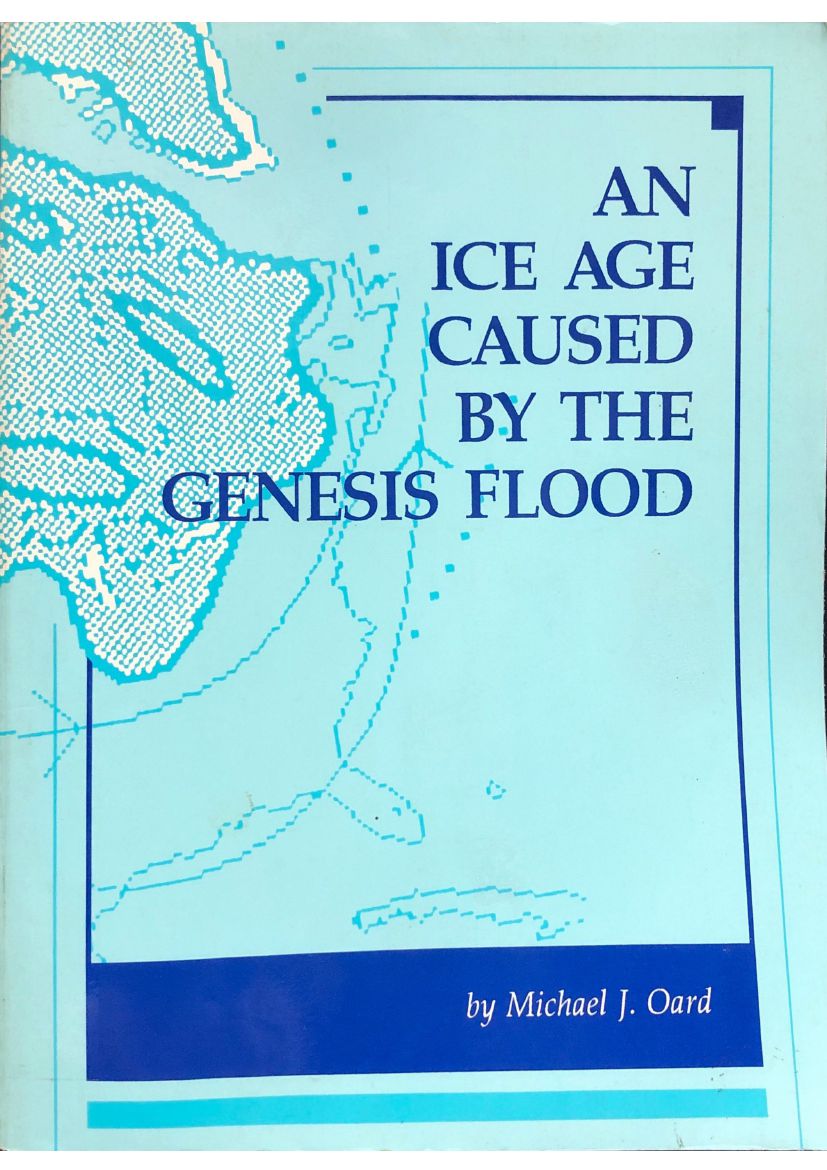 AN
ICE AGE
CAUSED
BY THE
GENESIS FLOOD
by Michael J. Oard